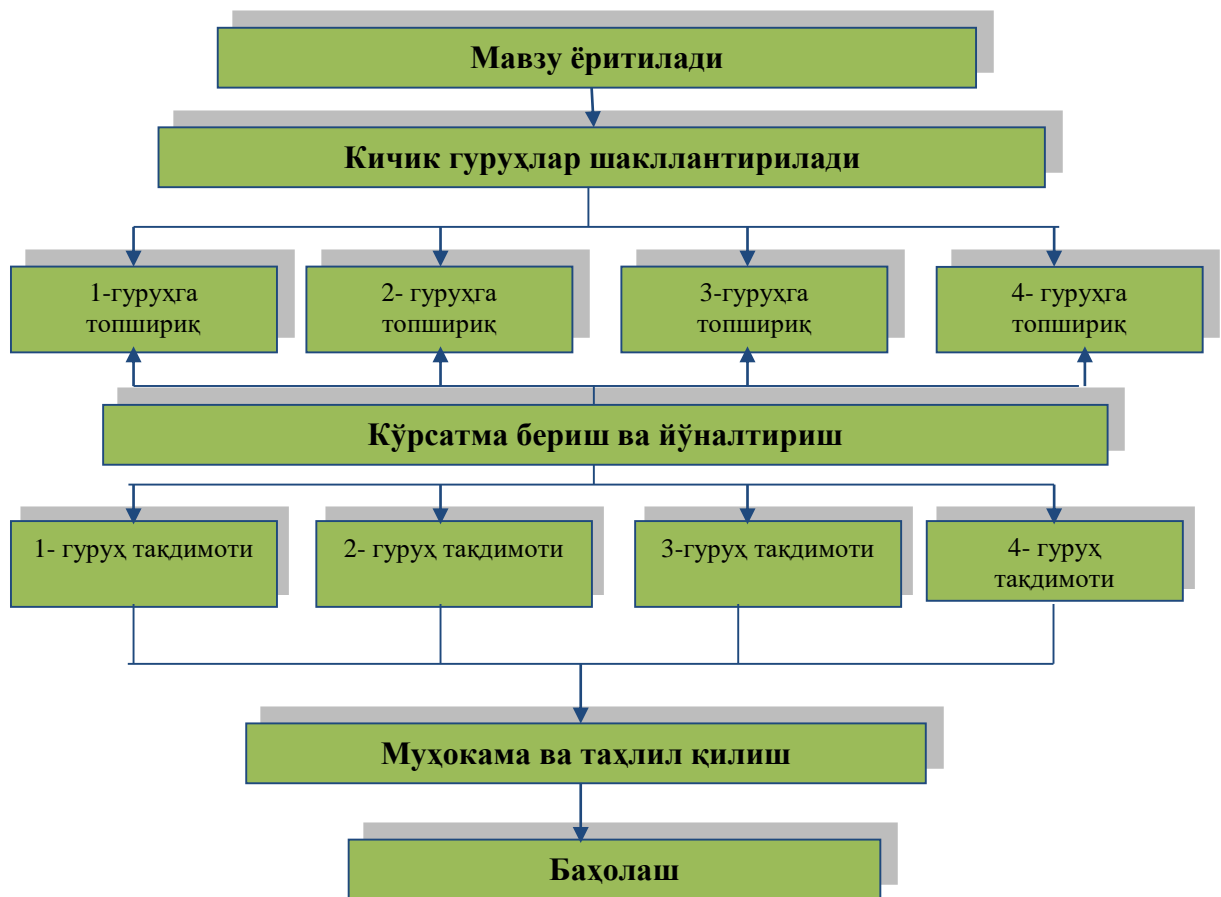 Мавзу ёритилади
Кичик гуруҳлар шакллантирилади
1-гуруҳга
топшириқ
2- гуруҳга
топшириқ
3-гуруҳга
топшириқ
4- гуруҳга
топшириқ
Кўрсатма бериш ва йўналтириш
1- гуруҳ тақдимоти
2- гуруҳ тақдимоти
3-гуруҳ тақдимоти
4- гуруҳ
тақдимоти
Муҳокама ва таҳлил қилиш
Баҳолаш